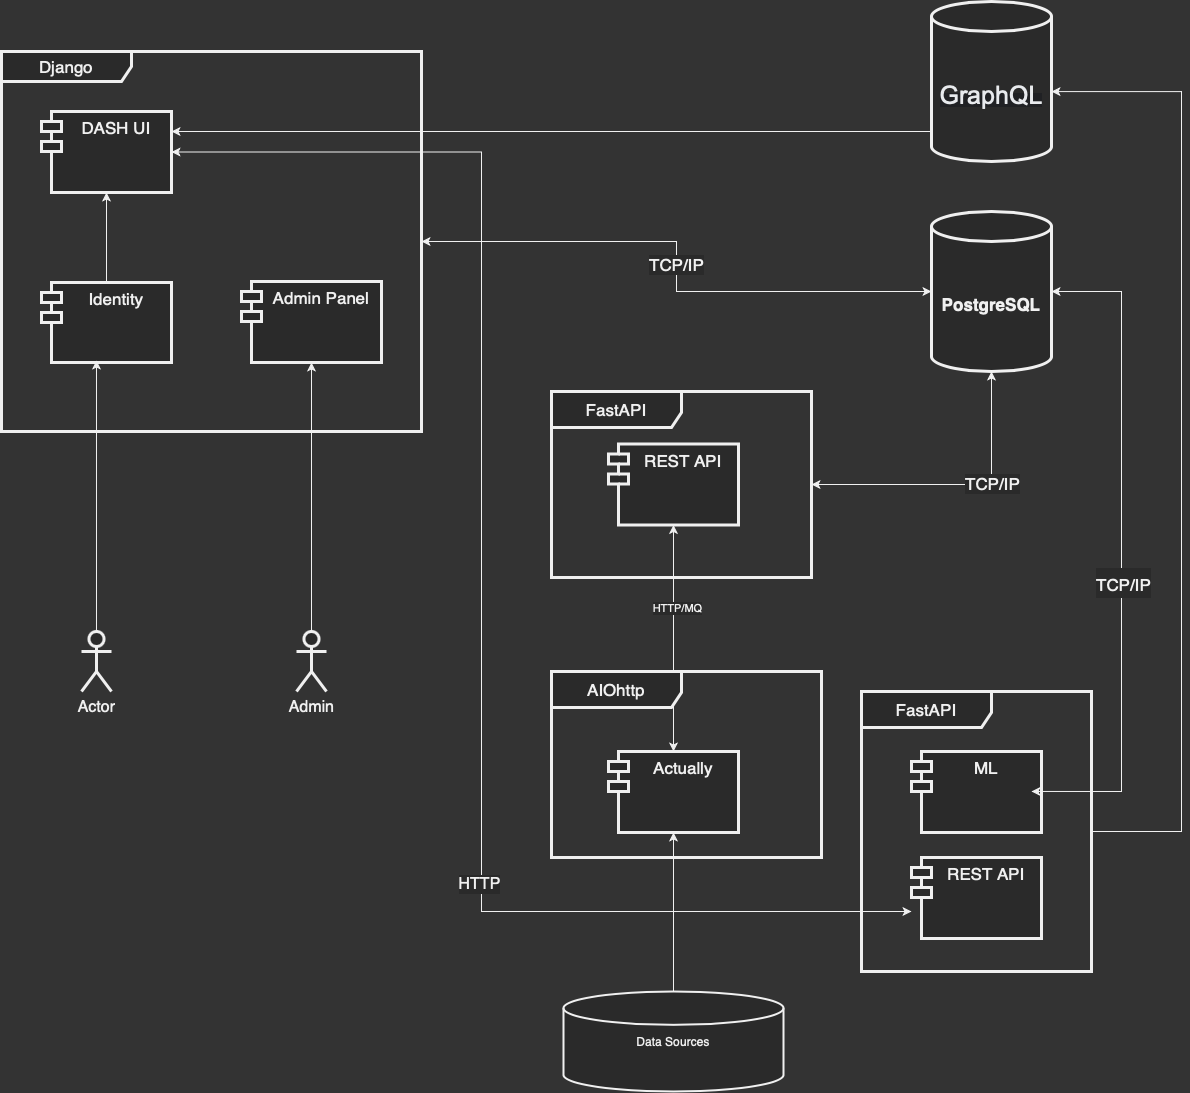 GraphQL
Django
DASH UI
TCP/IP
Identity
Admin Panel
PostgreSQL
FastAPI
REST API
TCP/IP
TCP/IP
HTTP/MQ
AIOhttp
Actor
Admin
FastAPI
Actually
ML
HTTP
REST API
Data Sources